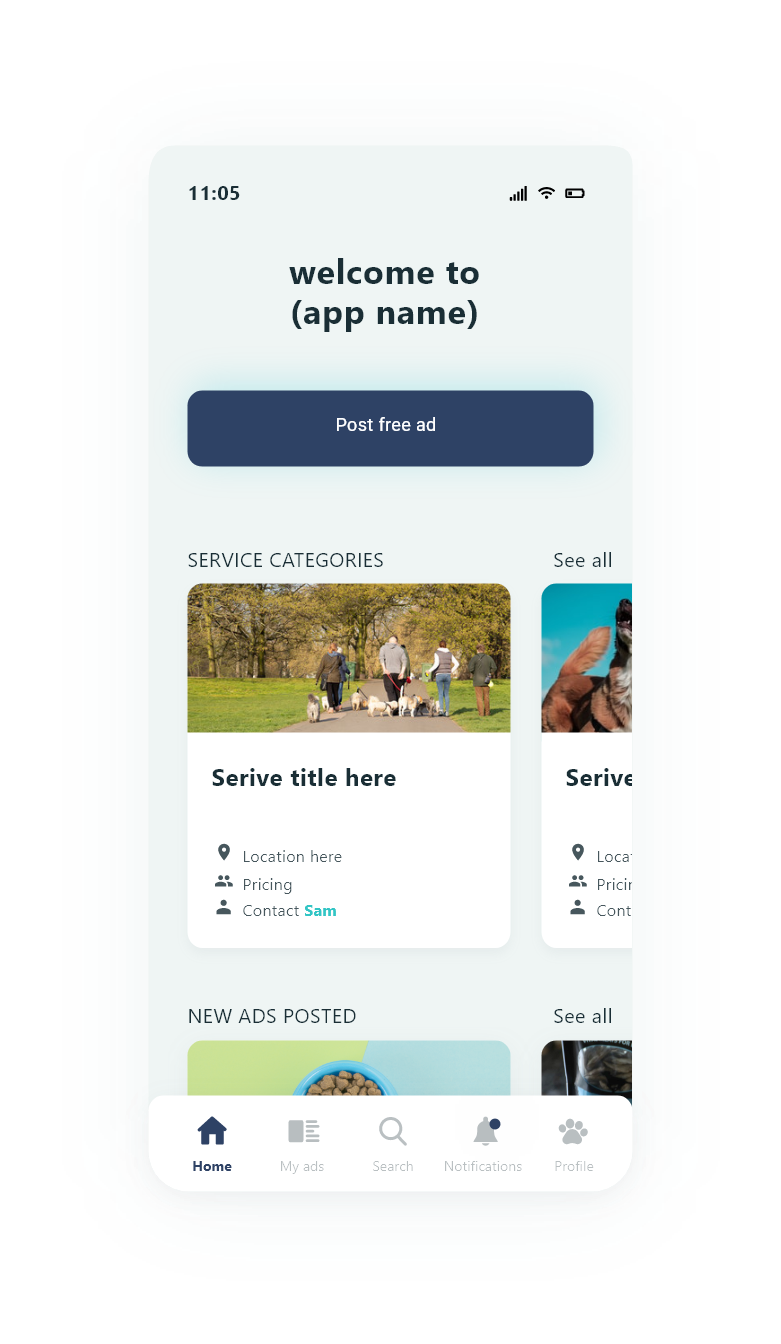 11:05
welcome to
(app name)
Post free ad
SERVICE CATEGORIES See all
Serive title here
Location here
Pricing
Contact Sam
Serive
Locat
Pricin
Cont
NEW ADS POSTED See all
Home My ads Search Notifications Profile